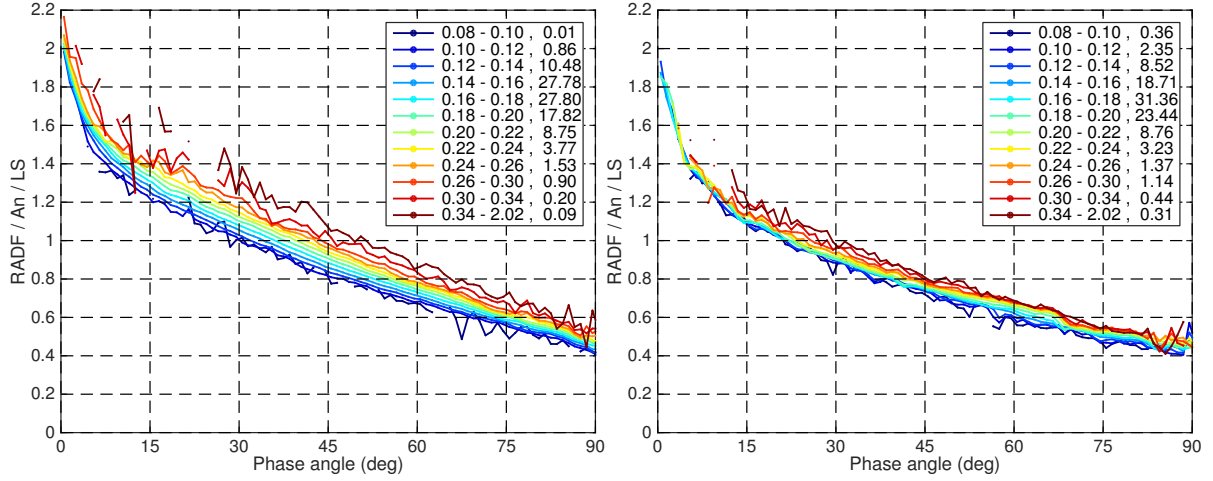 2.2
2
1.8
1.6
1.4
1.2
1
0.8
0.6
0.4
0.2
0
RADF / An / LS
0.08 - 0.10 , 0.01
0.10 - 0.12 , 0.86
0.12 - 0.14 , 10.48
0.14 - 0.16 , 27.78
0.16 - 0.18 , 27.80
0.18 - 0.20 , 17.82
0.20 - 0.22 , 8.75
0.22 - 0.24 , 3.77
0.24 - 0.26 , 1.53
0.26 - 0.30 , 0.90
0.30 - 0.34 , 0.20
0.34 - 2.02 , 0.09
0 15 30 45 60 75 90
Phase angle (deg)
2.2
2
1.8
1.6
1.4
1.2
1
0.8
0.6
0.4
0.2
0
RADF / An / LS
0.08 - 0.10 , 0.36
0.10 - 0.12 , 2.35
0.12 - 0.14 , 8.52
0.14 - 0.16 , 18.71
0.16 - 0.18 , 31.36
0.18 - 0.20 , 23.44
0.20 - 0.22 , 8.76
0.22 - 0.24 , 3.23
0.24 - 0.26 , 1.37
0.26 - 0.30 , 1.14
0.30 - 0.34 , 0.44
0.34 - 2.02 , 0.31
0 15 30 45 60 75 90
Phase angle (deg)